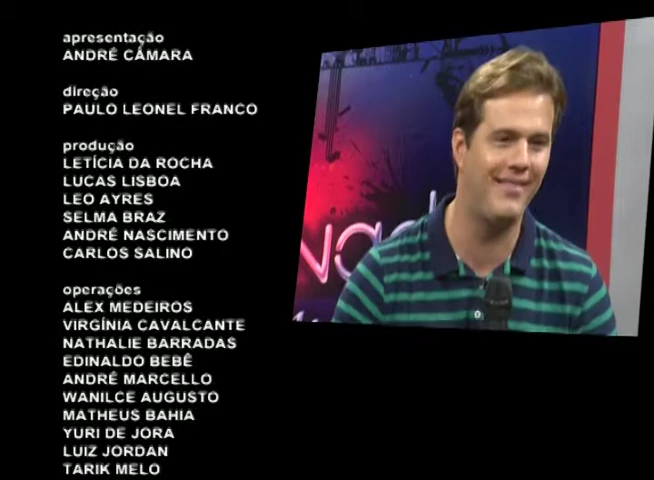 apresentação
ANDRÉ CÂMARA
direção
PAULO LEONEL FRANCO
produção
LETÍCIA DA ROCHA
LUCAS LISBOA
LEO AYRES
SELMA BRAZ
ANDRÉ NASCIMENTO
CARLOS SALINO
operações
ALEX MEDEIROS
VIRGÍNIA CAVALCANTE
NATHALIE BARRADAS
EDINALDO BEBÊ
ANDRÉ MARCELLO
WANILCE AUGUSTO
MATHEUS BAHIA
YURI DE JORA
LUIZ JORDAN
TARIK MELO